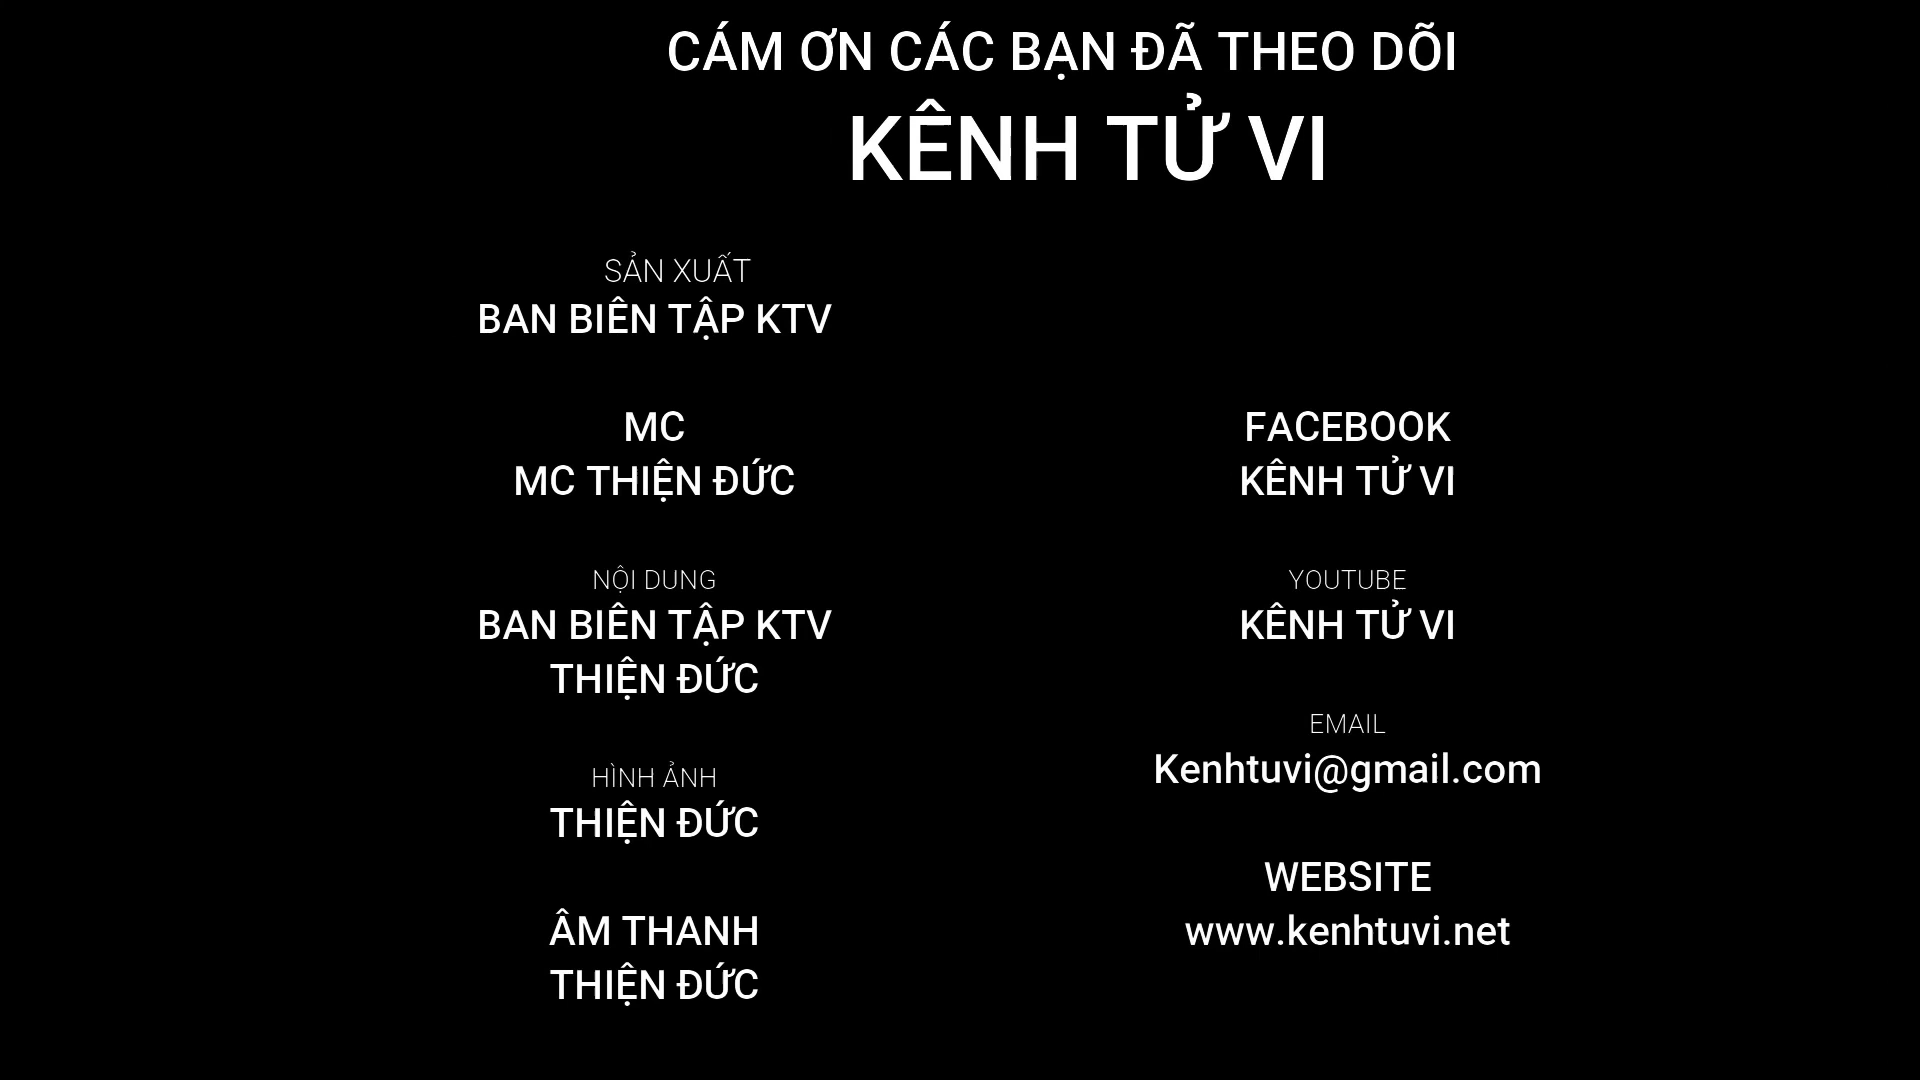 CÁM ƠN CÁC BẠN ĐÃ THEO DÕI
KÊNH TỬ VI
SẢN XUẤT
BAN BIÊN TẬP KTV
MC
MC THIỆN ĐỨC
NỘI DUNG
BAN BIÊN TẬP KTV
THIỆN ĐỨC
HÌNH ẢNH
THIỆN ĐỨC
ÂM THANH
THIỆN ĐỨC
FACEBOOK
KÊNH TỬ VI
YOUTUBE
KÊNH TỬ VI
EMAIL
Kenhtuvi@gmail.com
WEBSITE
www.kenhtuvi.net